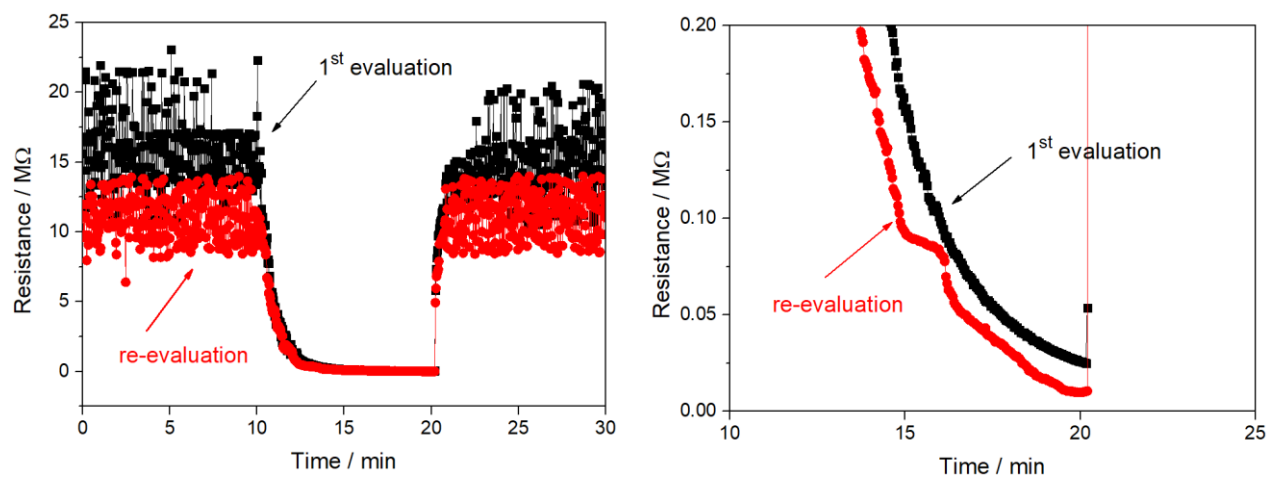 25
20
15
10
5
0
Resistance / MΩ
1st evaluation
re-evaluation
0 5 10 15 20 25 30
Time / min
0.20
0.15
0.10
0.05
0.00
Resistance / MΩ
1st evaluation
re-evaluation
10 15 20 25
Time / min